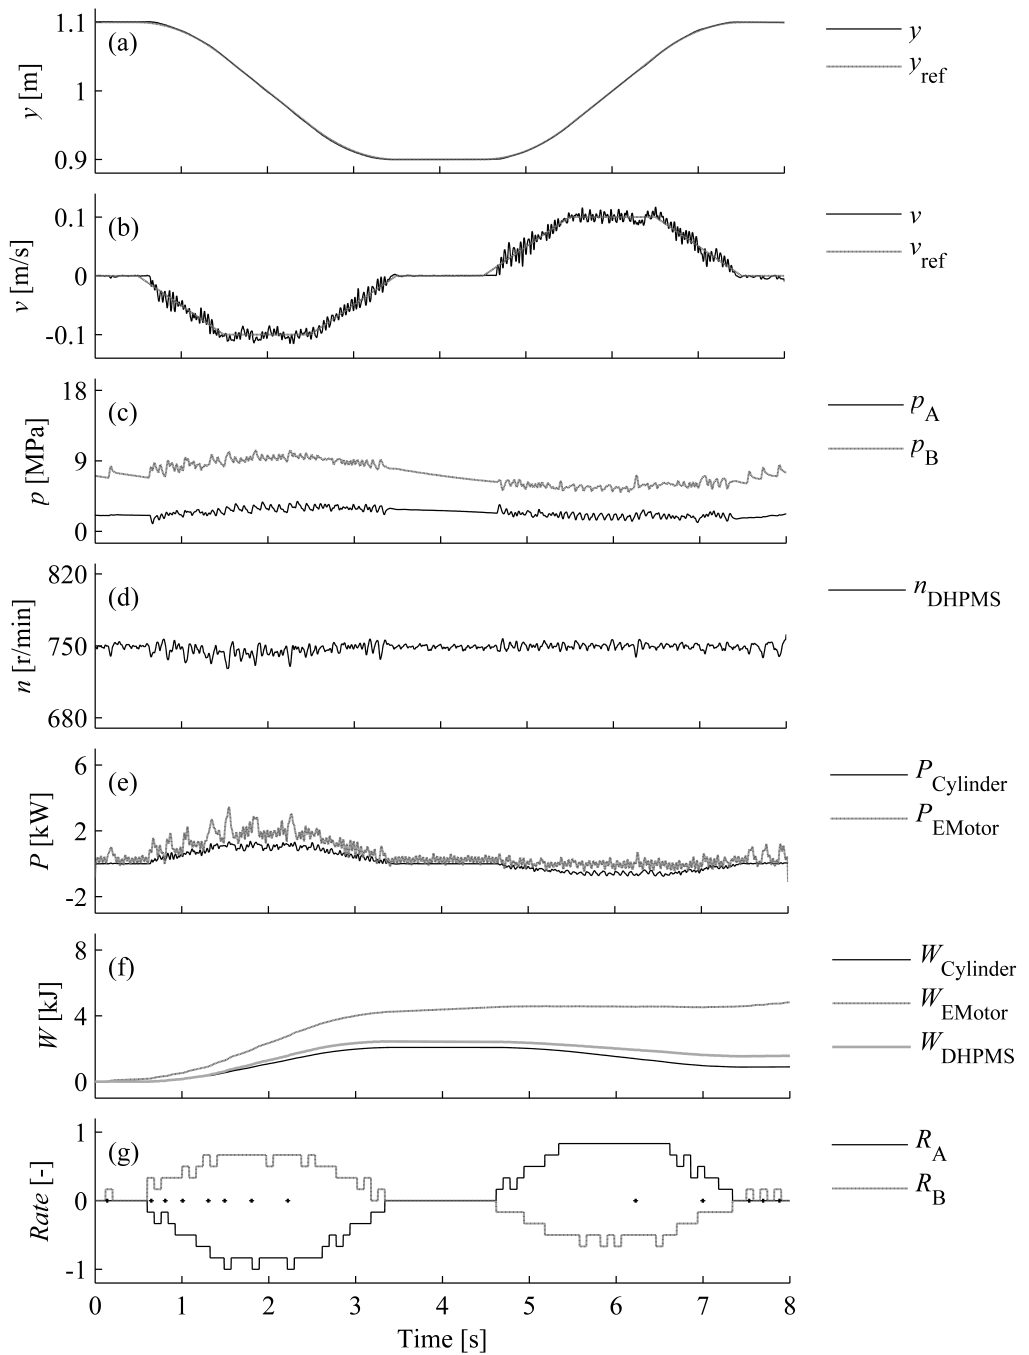 1.1
(a)
y
y [m]
1
y_ref
0.9
0.1
(b)
v
v [m/s]
0
v_ref
-0.1
18
(c)
p_A
p [MPa]
9
p_B
0
820
(d)
n_DHPMS
n [r/min]
750
680
6
(e)
P_Cylinder
P [kW]
2
P_EMotor
-2
8
(f)
W_Cylinder
W [kJ]
4
W_EMotor
0
W_DHPMS
1
(g)
R_A
Rate [-]
0
R_B
-1
0 1 2 3 4 5 6 7 8
Time [s]